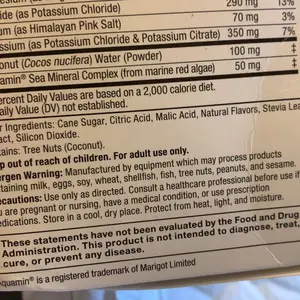 ide (as Potassium Chloride) 290 mg 13%
um (as Himalayan Pink Salt) 70 mg 3%
ssium (as Potassium Chloride & Potassium Citrate) 350 mg 7%
onut (Cocos nucifera) Water (Powder) 100 mg ‡
uamin® Sea Mineral Complex (from marine red algae) 50 mg ‡
ercent Daily Values are based on a 2,000 calorie diet.
aily Value (DV) not established.
er Ingredients: Cane Sugar, Citric Acid, Malic Acid, Natural Flavors, Stevia Lea
act, Silicon Dioxide.
tains: Tree Nuts (Coconut).
ep out of reach of children. For adult use only.
ergen Warning: Manufactured by equipment which may process products
ntaining milk, eggs, soy, wheat, shellfish, fish, tree nuts, peanuts, and sesame.
ecautions: Use only as directed. Consult a healthcare professional before use if
u are pregnant or nursing, have a medical condition, or use prescription
edications. Store in a cool, dry place. Protect from heat, light, and moisture.
These statements have not been evaluated by the Food and Drug
Administration. This product is not intended to diagnose, treat,
cure, or prevent any disease.
quamin® is a registered trademark of Marigot Limited